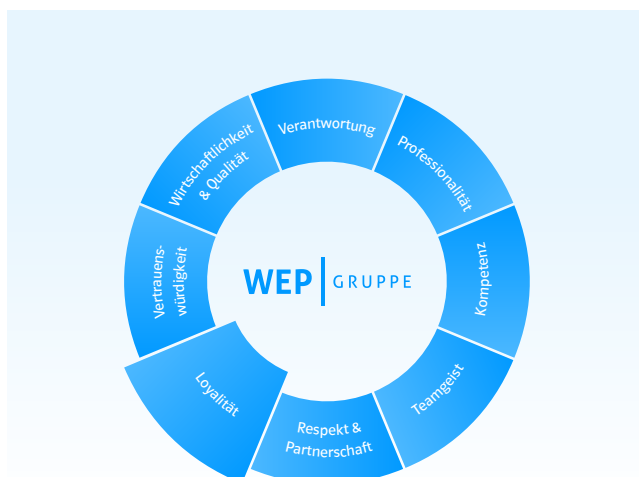 Verantwortung
Professionalität
Kompetenz
Teamgeist
Respekt &
Partnerschaft
Loyalität
Vertrauens-
würdigkeit
Wirtschaftlichkeit
& Qualität
WEP GRUPPE